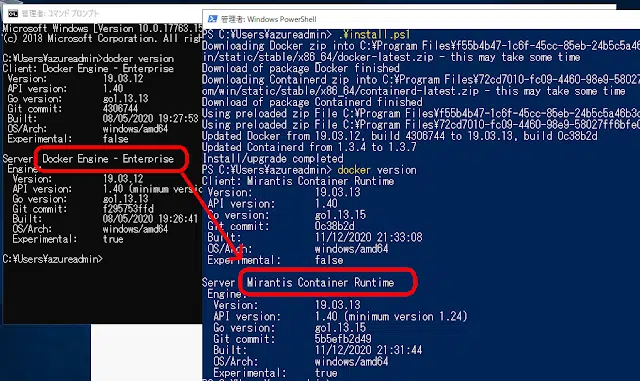 管理者: コマンド プロンプト
Microsoft Windows [Version 10.0.17763.15
(c) 2018 Microsoft Corporation. All righ
C:¥Users¥azureadmin>docker version
Client: Docker Engine - Enterprise
Version: 19.03.12
API version: 1.40
Go version: go1.13.13
Git commit: 4306744
Built: 08/05/2020 19:27:53
OS/Arch: windows/amd64
Experimental: false
Server: Docker Engine - Enterprise
Engine:
Version: 19.03.12
API version: 1.40 (minimum version
Go version: go1.13.13
Git commit: f295753ffd
Built: 08/05/2020 19:26:41
OS/Arch: windows/amd64
Experimental: true
C:¥Users¥azureadmin>
管理者: Windows PowerShell
PS C:¥Users¥azureadmin> .¥install.ps1
Downloading Docker zip into C:¥Program Files¥f55b4b47-1c6f-45cc-85eb-24b5c5a46
in/static/stable/x86_64/docker-latest.zip - this may take some time
Download of package Docker finished
Downloading Containerd zip into C:¥Program Files¥72cd7010-fc09-4460-98e9-58027
om/win/static/stable/x86_64/containerd-latest.zip - this may take some time
Download of package Containerd finished
Using preloaded zip File C:¥Program Files¥f55b4b47-1c6f-45cc-85eb-24b5c5a46b3c
Using preloaded zip File C:¥Program Files¥72cd7010-fc09-4460-98e9-58027ff6bfe0
Updated Docker from 19.03.12, build 4306744 to 19.03.13, build 0c38b2d
Updated Containerd from 1.3.4 to 1.3.7
Install/upgrade completed
PS C:¥Users¥azureadmin> docker version
Client: Mirantis Container Runtime
Version: 19.03.13
API version: 1.40
Go version: go1.13.15
Git commit: 0c38b2d
Built: 11/12/2020 21:33:08
OS/Arch: windows/amd64
Experimental: false
Server: Mirantis Container Runtime
Engine:
Version: 19.03.13
API version: 1.40 (minimum version 1.24)
Go version: go1.13.15
Git commit: 5b5efb2d49
Built: 11/12/2020 21:31:44
OS/Arch: windows/amd64
Experimental: true